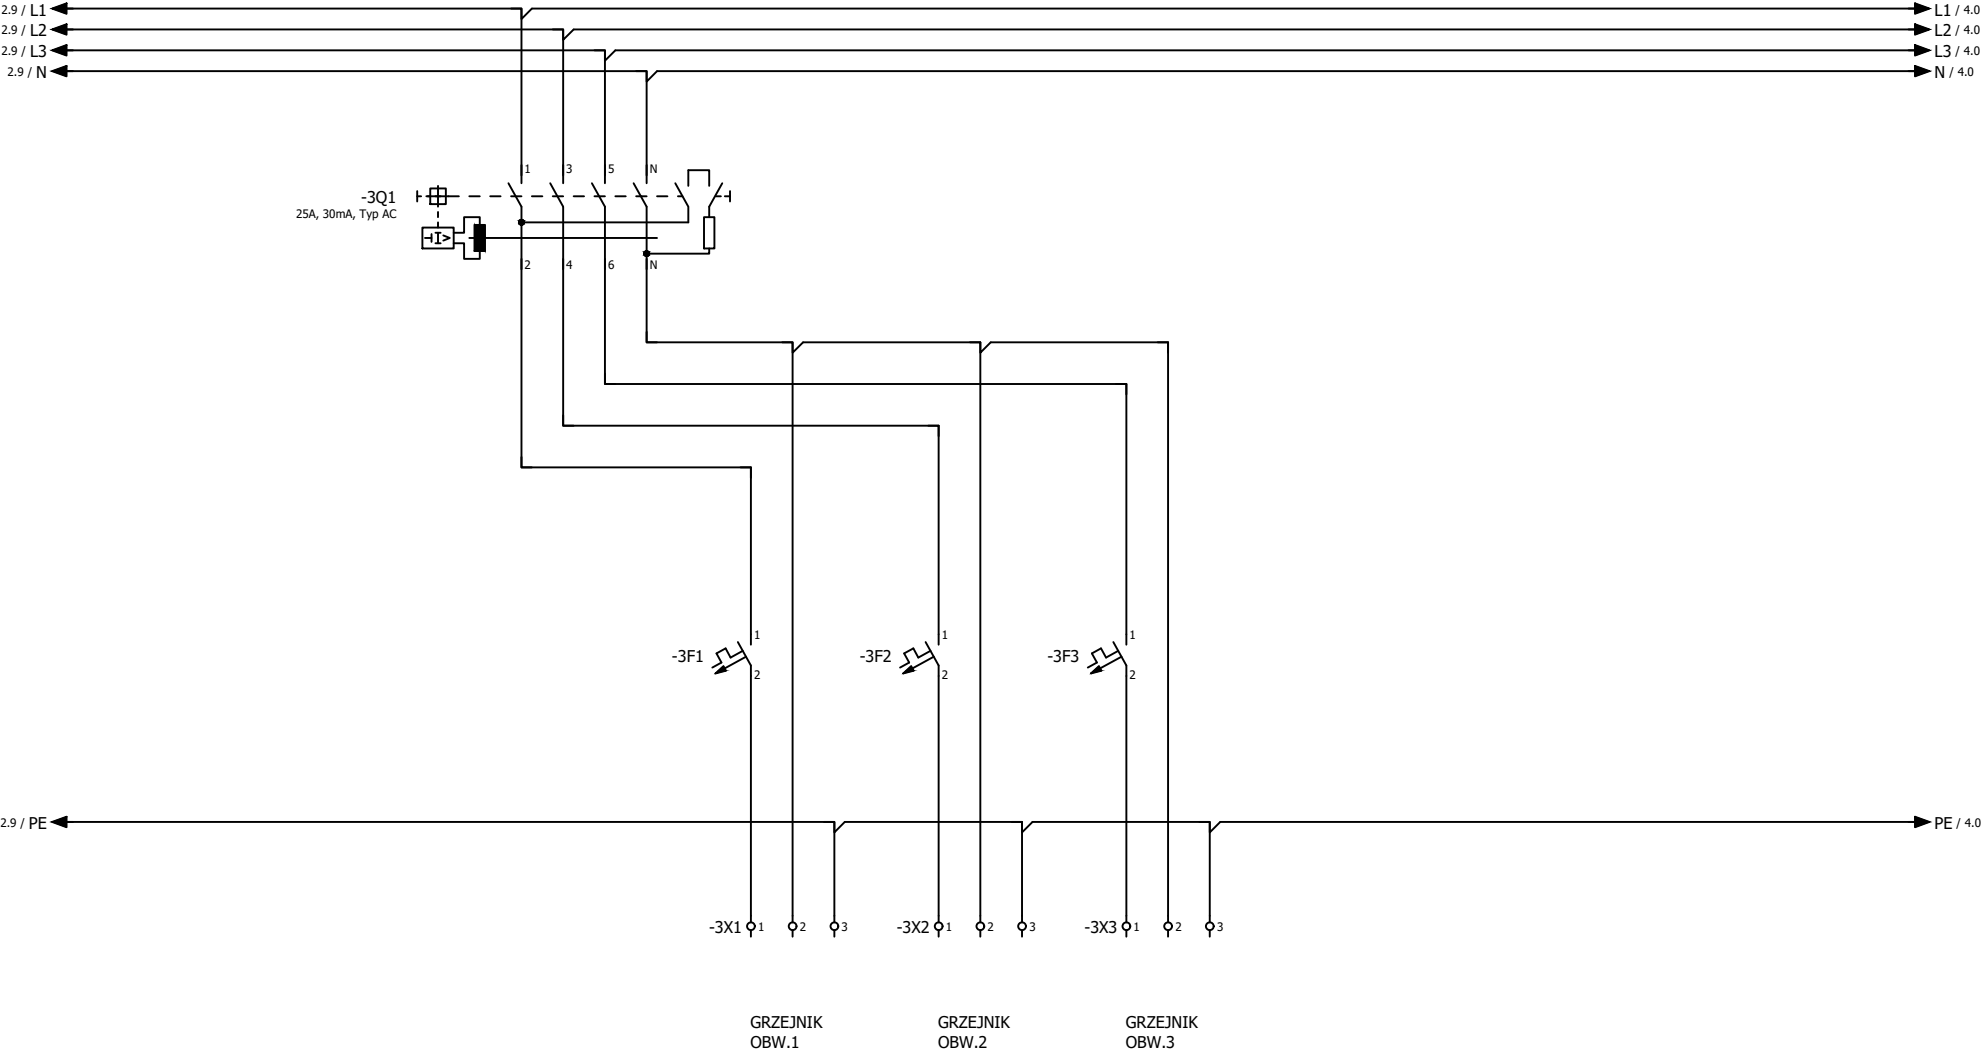 2.9 / L1
L1 / 4.0
2.9 / L2
L2 / 4.0
2.9 / L3
L3 / 4.0
2.9 / N
N / 4.0
1 3 5 N
-3Q1
25A, 30mA, Typ AC
I>
2 4 6 N
1 1 1
-3F1 -3F2 -3F3
2 2 2
2.9 / PE
PE / 4.0
-3X1 1 2 3 -3X2 1 2 3 -3X3 1 2 3
GRZEJNIK
OBW.1
GRZEJNIK
OBW.2
GRZEJNIK
OBW.3